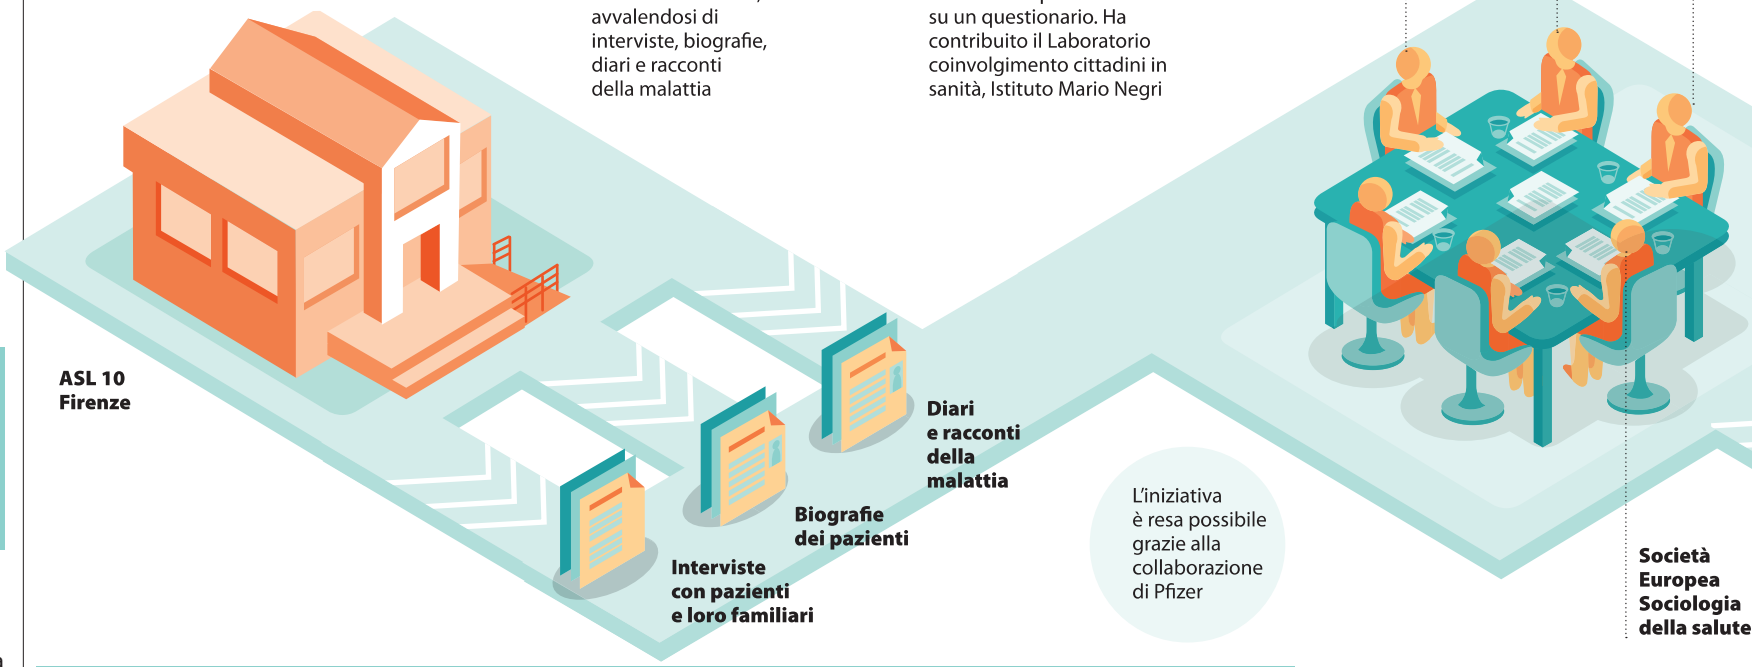 avvalendosi di
interviste, biografie,
diari e racconti
della malattia
su un questionario. Ha
contribuito il Laboratorio
coinvolgimento cittadini in
sanità, Istituto Mario Negri
ASL 10
Firenze
Diari
e racconti
della
malattia
Biografie
dei pazienti
Interviste
con pazienti
e loro familiari
L'iniziativa
è resa possibile
grazie alla
collaborazione
di Pfizer
Società
Europea
Sociologia
della salute